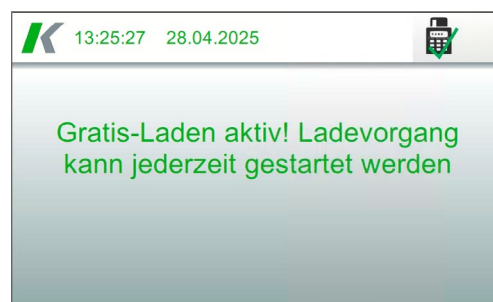 13:25:27 28.04.2025
Gratis-Laden aktiv! Ladevorgang
kann jederzeit gestartet werden